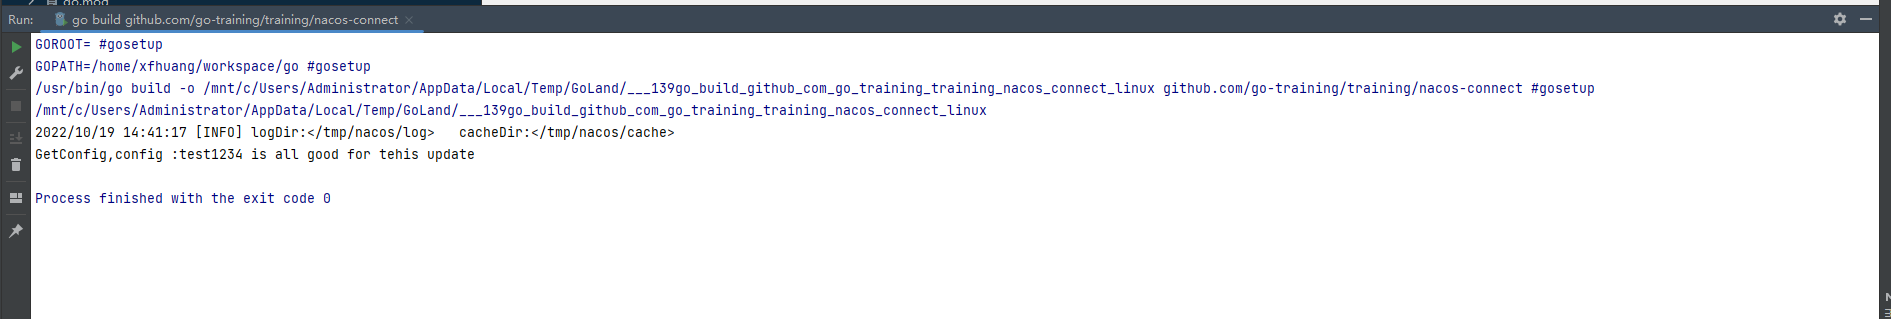 go.mod
Run: go build github.com/go-training/training/nacos-connect
GOROOT= #gosetup
GOPATH=/home/xfhuang/workspace/go #gosetup
/usr/bin/go build -o /mnt/c/Users/Administrator/AppData/Local/Temp/GoLand/___139go_build_github_com_go_training_training_nacos_connect_linux github.com/go-training/training/nacos-connect #gosetup
/mnt/c/Users/Administrator/AppData/Local/Temp/GoLand/___139go_build_github_com_go_training_training_nacos_connect_linux
2022/10/19 14:41:17 [INFO] logDir:</tmp/nacos/log>   cacheDir:</tmp/nacos/cache>
GetConfig,config :test1234 is all good for tehis update
Process finished with the exit code 0